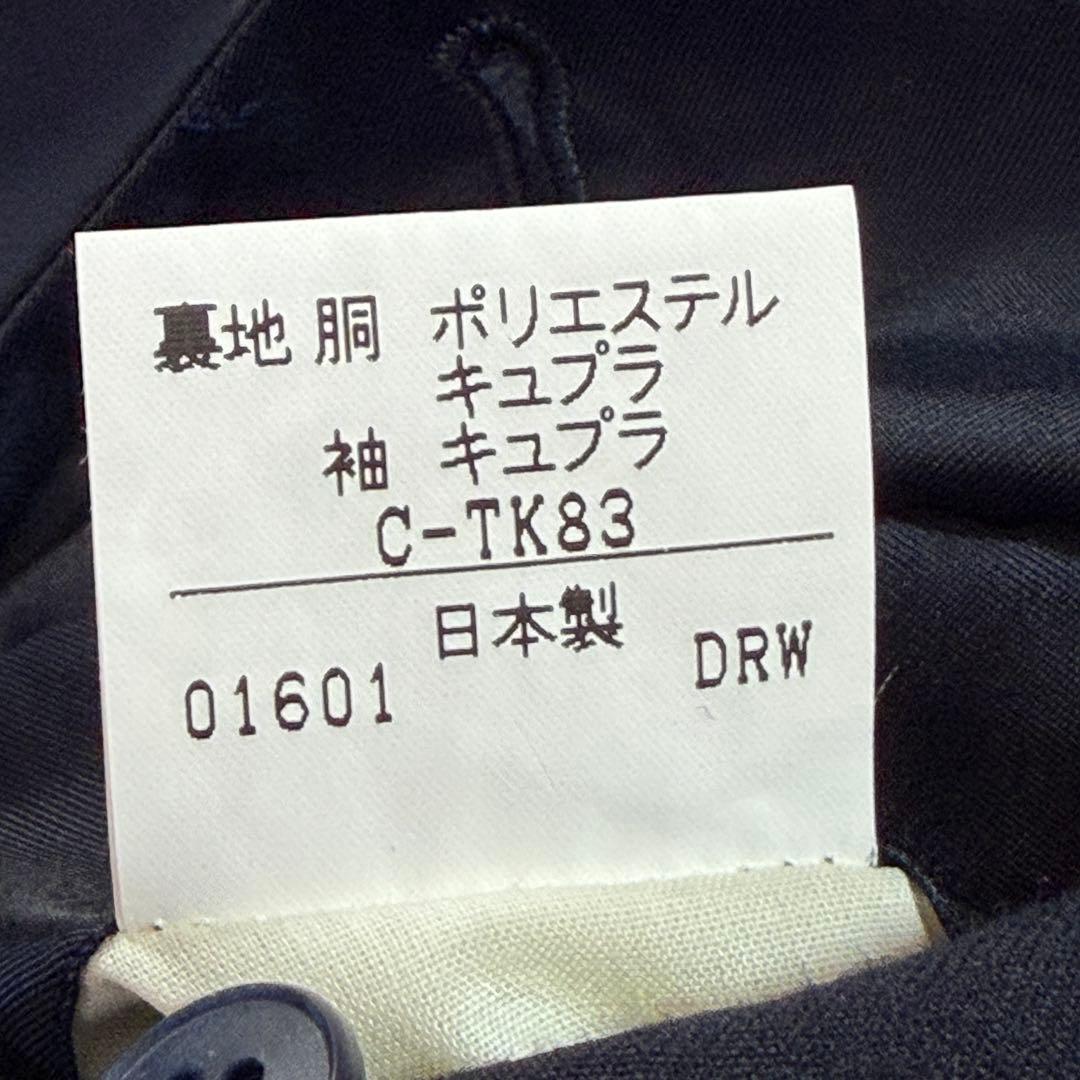 裏地 胴 ポリエステル
キュプラ
袖 キュプラ
C-TK83
日本製
01601 DRW